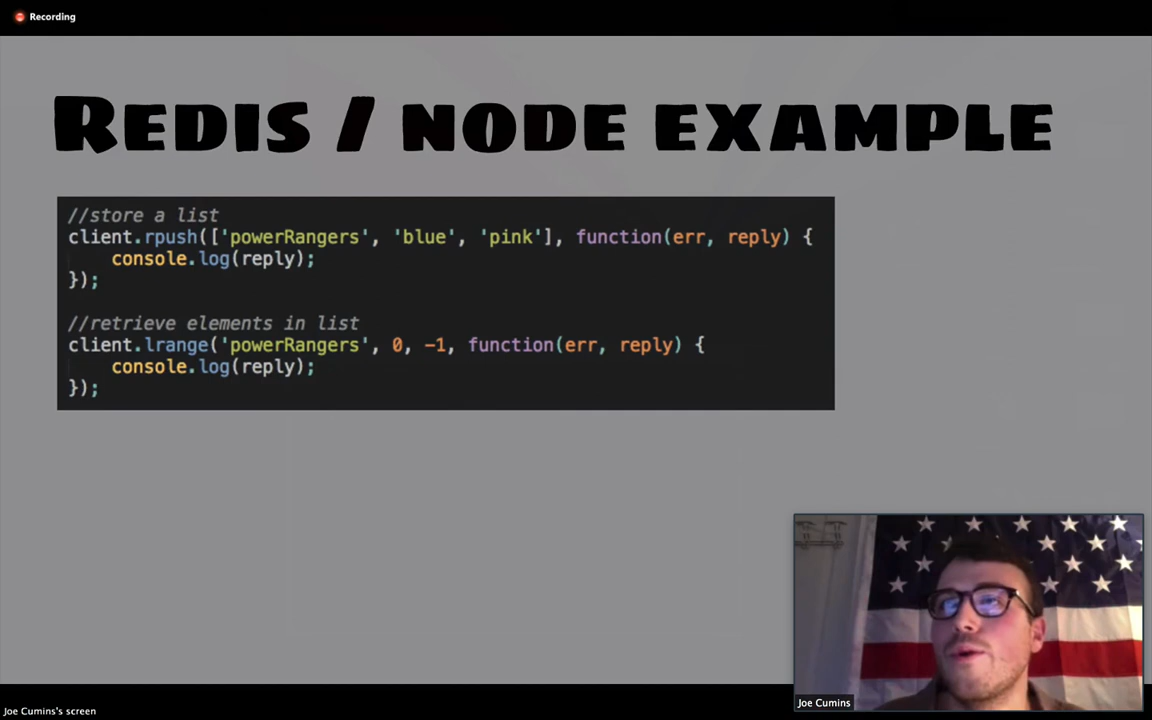 Recording
REDIS / NODE EXAMPLE
//store a list
client.rpush(['powerRangers', 'blue', 'pink'], function(err, reply) {
    console.log(reply);
});
//retrieve elements in list
client.lrange('powerRangers', 0, -1, function(err, reply) {
    console.log(reply);
});
Joe Cumins
Joe Cumins's screen